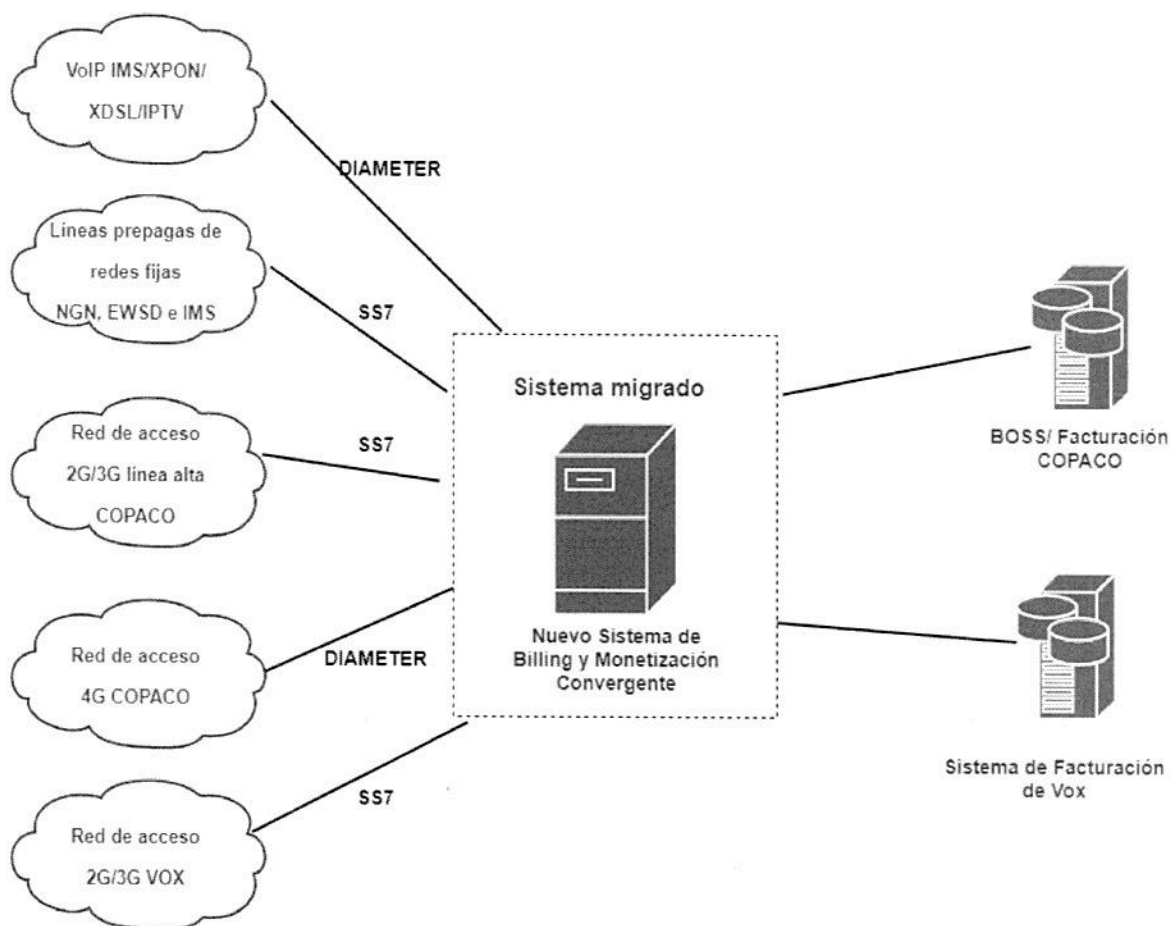 VoIP IMS/XPON/
XDSL/IPTV
DIAMETER
Lineas prepagas de
redes fijas
NGN, EWSD e IMS
SS7
Red de acceso
2G/3G linea alta
COPACO
SS7
Red de acceso
4G COPACO
DIAMETER
Red de acceso
2G/3G VOX
SS7
Sistema migrado
Nuevo Sistema de
Billing y Monetización
Convergente
BOSS/ Facturación
COPACO
Sistema de Facturación
de Vox